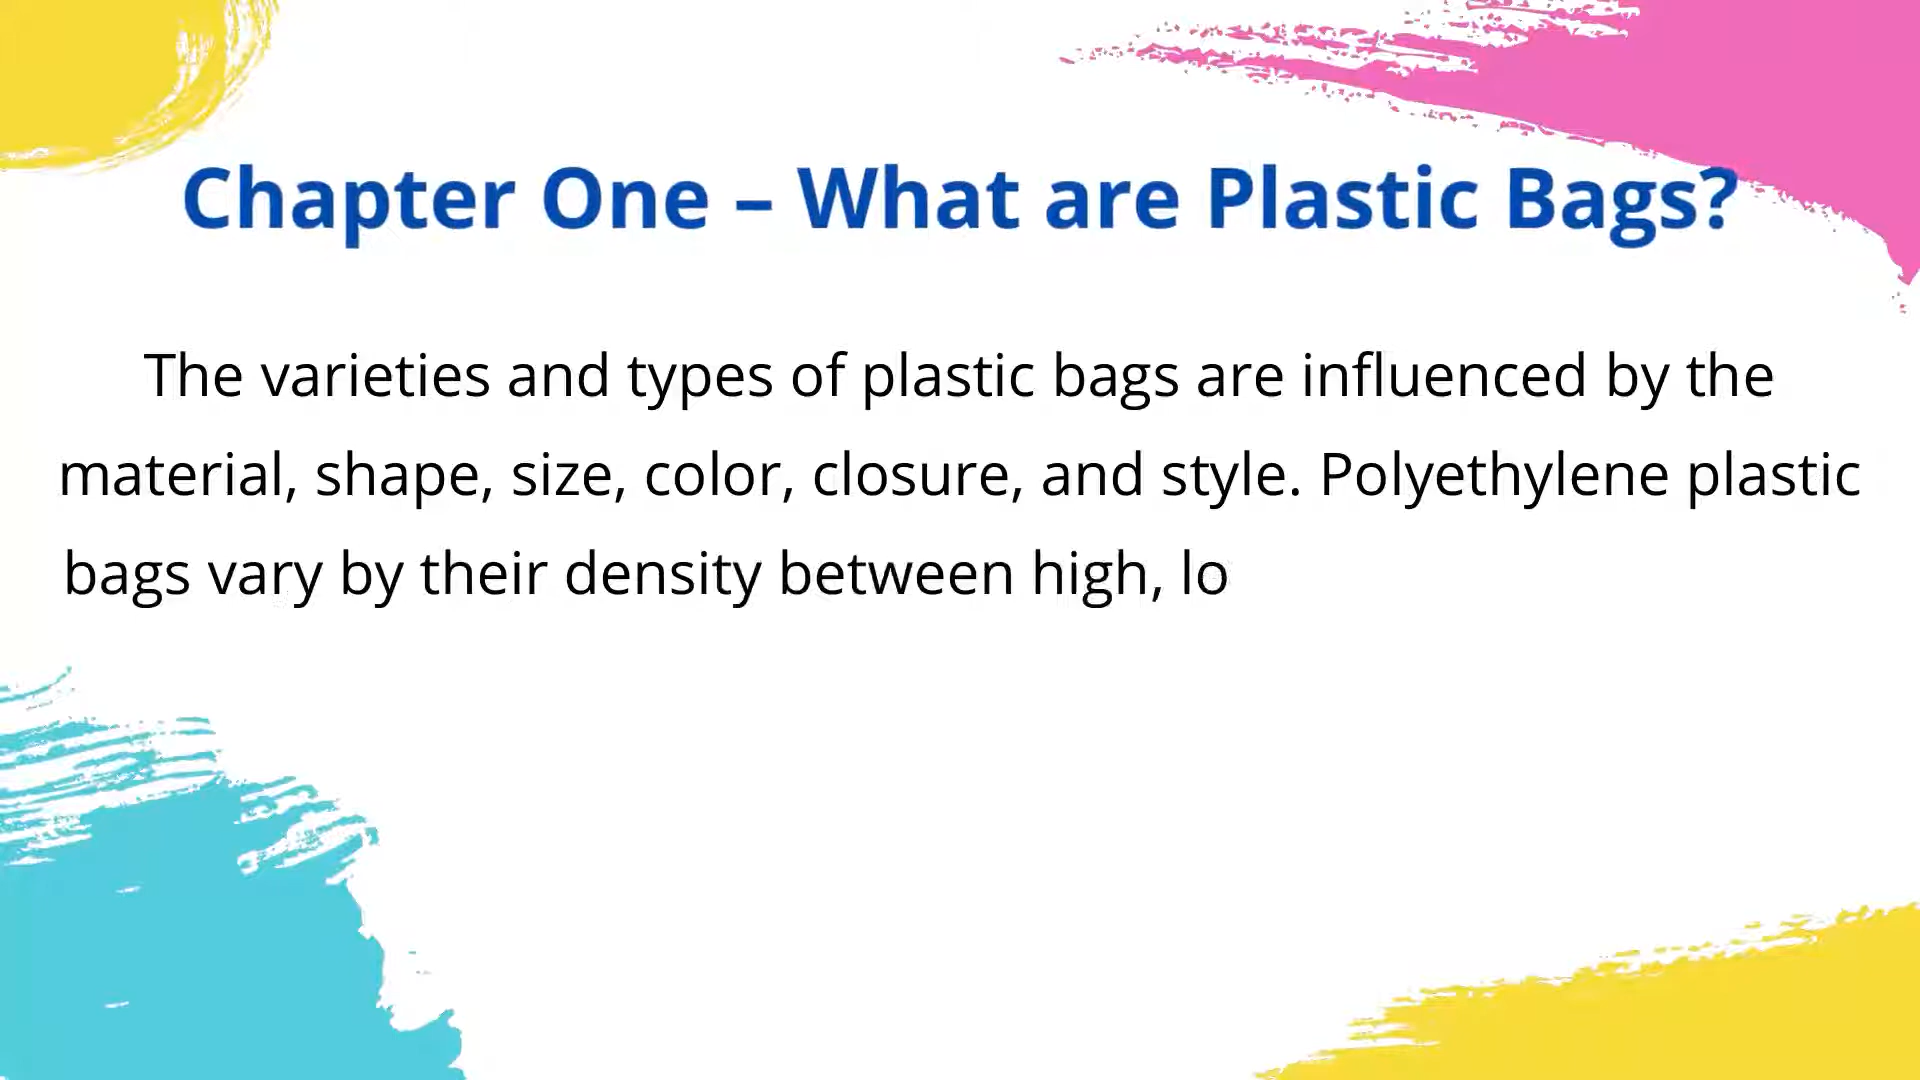 Chapter One – What are Plastic Bags?
The varieties and types of plastic bags are influenced by the
material, shape, size, color, closure, and style. Polyethylene plastic
bags vary by their density between high, lo